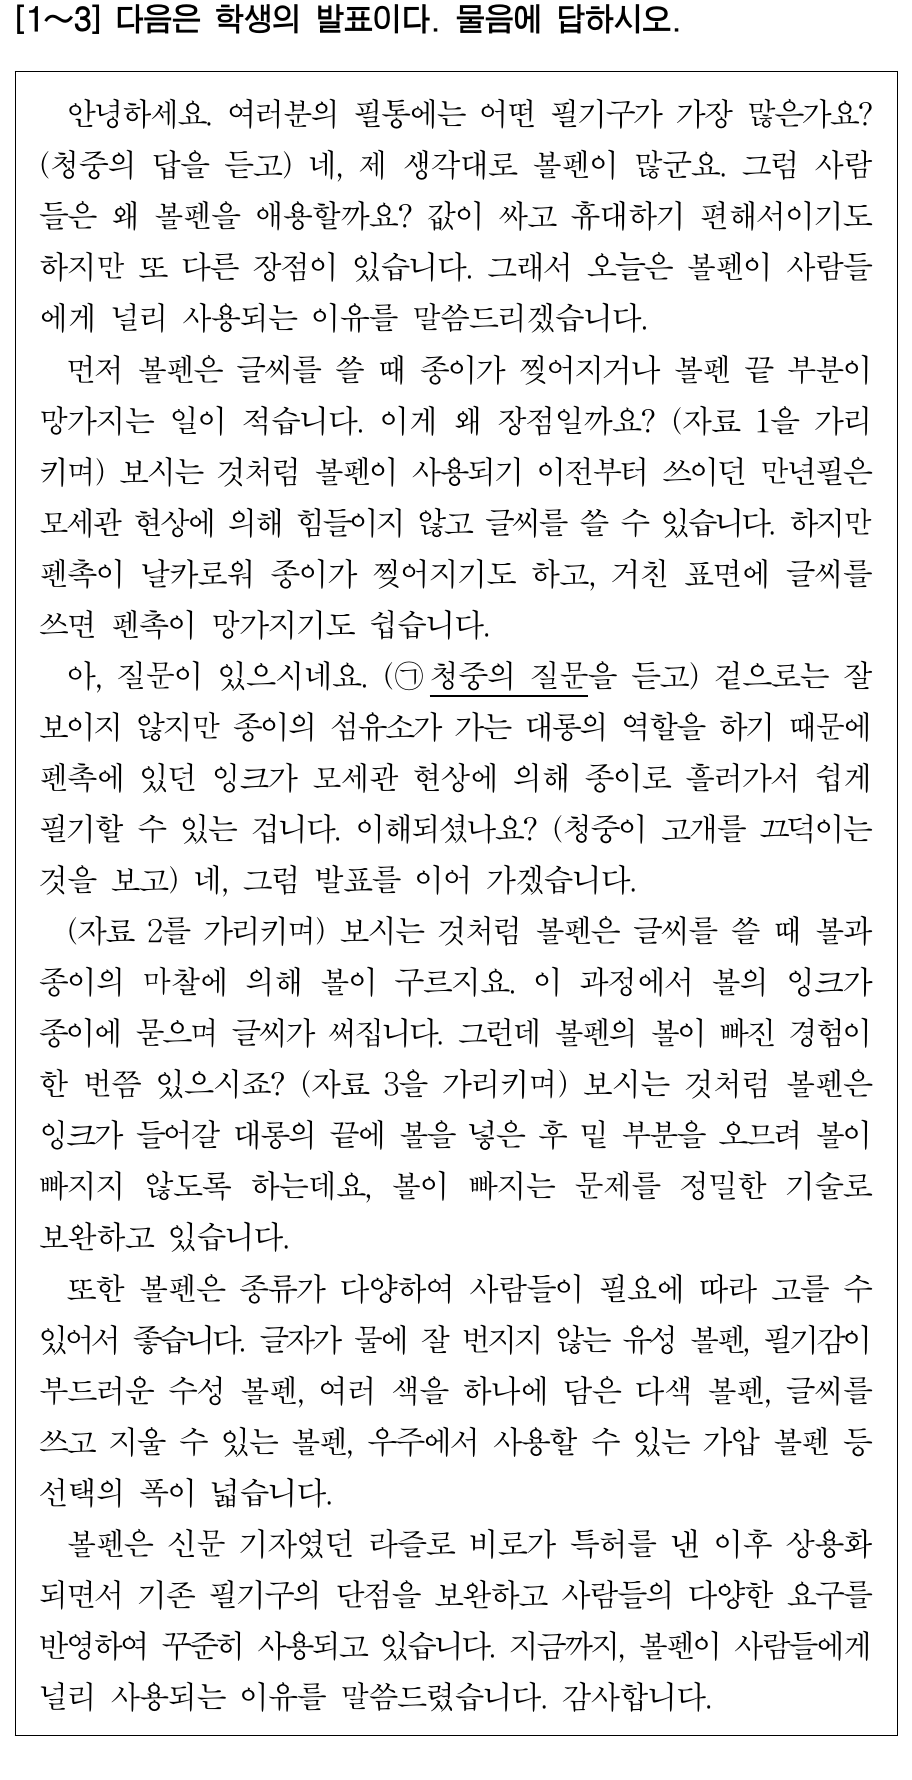 [1~3] 다음은 학생의 발표이다. 물음에 답하시오.
안녕하세요. 여러분의 필통에는 어떤 필기구가 가장 많은가요?
(청중의 답을 듣고) 네, 제 생각대로 볼펜이 많군요. 그럼 사람
들은 왜 볼펜을 애용할까요? 값이 싸고 휴대하기 편해서이기도
하지만 또 다른 장점이 있습니다. 그래서 오늘은 볼펜이 사람들
에게 널리 사용되는 이유를 말씀드리겠습니다.
먼저 볼펜은 글씨를 쓸 때 종이가 찢어지거나 볼펜 끝 부분이
망가지는 일이 적습니다. 이게 왜 장점일까요? (자료 1을 가리
키며) 보시는 것처럼 볼펜이 사용되기 이전부터 쓰이던 만년필은
모세관 현상에 의해 힘들이지 않고 글씨를 쓸 수 있습니다. 하지만
펜촉이 날카로워 종이가 찢어지기도 하고, 거친 표면에 글씨를
쓰면 펜촉이 망가지기도 쉽습니다.
아, 질문이 있으시네요. (㉠청중의 질문을 듣고) 겉으로는 잘
보이지 않지만 종이의 섬유소가 가는 대롱의 역할을 하기 때문에
펜촉에 있던 잉크가 모세관 현상에 의해 종이로 흘러가서 쉽게
필기할 수 있는 겁니다. 이해되셨나요? (청중이 고개를 끄덕이는
것을 보고) 네, 그럼 발표를 이어 가겠습니다.
(자료 2를 가리키며) 보시는 것처럼 볼펜은 글씨를 쓸 때 볼과
종이의 마찰에 의해 볼이 구르지요. 이 과정에서 볼의 잉크가
종이에 묻으며 글씨가 써집니다. 그런데 볼펜의 볼이 빠진 경험이
한 번쯤 있으시죠? (자료 3을 가리키며) 보시는 것처럼 볼펜은
잉크가 들어갈 대롱의 끝에 볼을 넣은 후 밑 부분을 오므려 볼이
빠지지 않도록 하는데요, 볼이 빠지는 문제를 정밀한 기술로
보완하고 있습니다.
또한 볼펜은 종류가 다양하여 사람들이 필요에 따라 고를 수
있어서 좋습니다. 글자가 물에 잘 번지지 않는 유성 볼펜, 필기감이
부드러운 수성 볼펜, 여러 색을 하나에 담은 다색 볼펜, 글씨를
쓰고 지울 수 있는 볼펜, 우주에서 사용할 수 있는 가압 볼펜 등
선택의 폭이 넓습니다.
볼펜은 신문 기자였던 라즐로 비로가 특허를 낸 이후 상용화
되면서 기존 필기구의 단점을 보완하고 사람들의 다양한 요구를
반영하여 꾸준히 사용되고 있습니다. 지금까지, 볼펜이 사람들에게
널리 사용되는 이유를 말씀드렸습니다. 감사합니다.